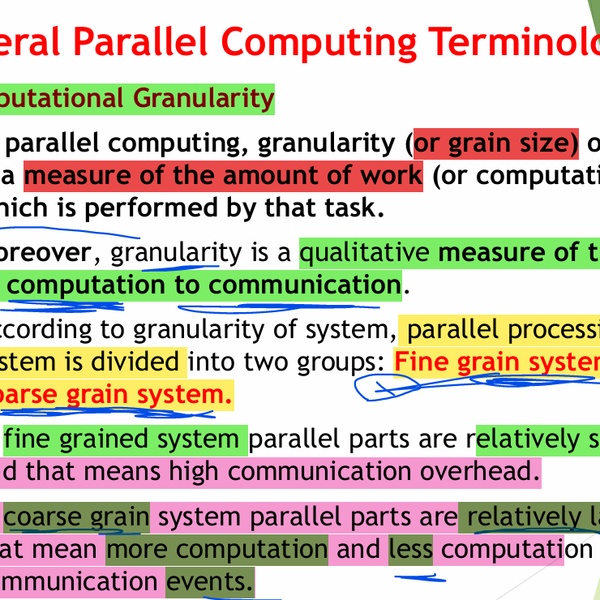 eral Parallel Computing Terminolo
putational Granularity
parallel computing, granularity (or grain size) o
a measure of the amount of work (or computati
hich is performed by that task.
oreover, granularity is a qualitative measure of t
computation to communication.
ccording to granularity of system, parallel processi
stem is divided into two groups: Fine grain system
oarse grain system.
fine grained system parallel parts are relatively s
d that means high communication overhead.
coarse grain system parallel parts are relatively la
at mean more computation and less computation
mmunication events.